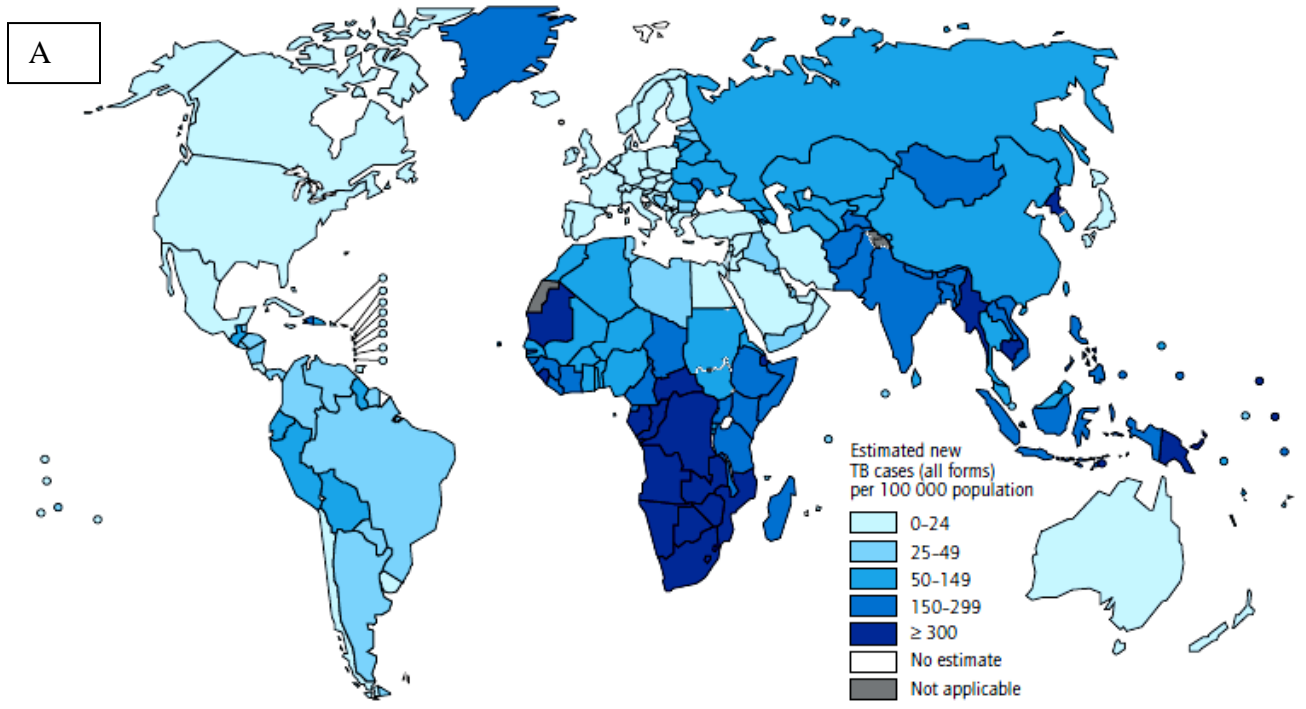 A
Estimated new
TB cases (all forms)
per 100 000 population
0–24
25–49
50–149
150–299
≥ 300
No estimate
Not applicable